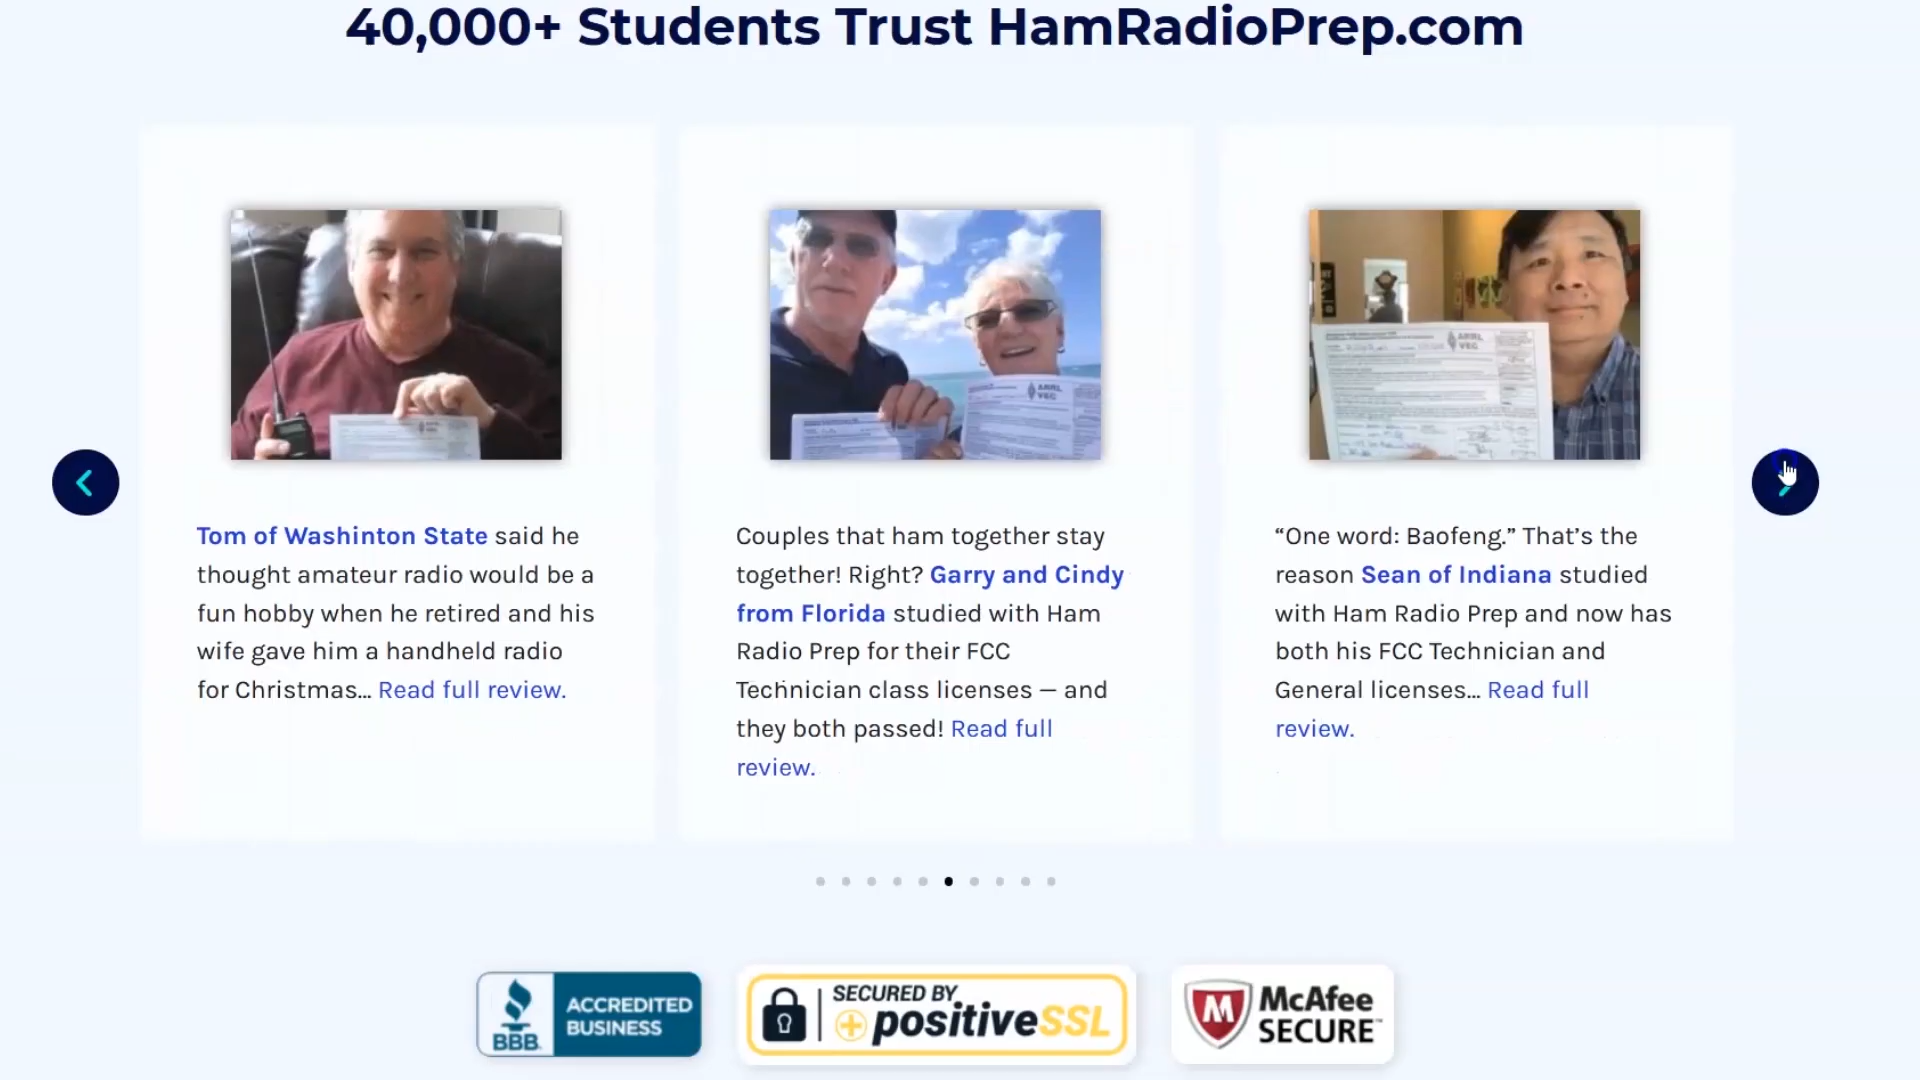 40,000+ Students Trust HamRadioPrep.com
Tom of Washinton State said he
thought amateur radio would be a
fun hobby when he retired and his
wife gave him a handheld radio
for Christmas... Read full review.
Couples that ham together stay
together! Right? Garry and Cindy
from Florida studied with Ham
Radio Prep for their FCC
Technician class licenses — and
they both passed! Read full
review.
“One word: Baofeng.” That’s the
reason Sean of Indiana studied
with Ham Radio Prep and now has
both his FCC Technician and
General licenses... Read full
review.
ARRL
VEC
ARRL
VEC
BBB
ACCREDITED
BUSINESS
SECURED BY
positiveSSL
McAfee
SECURE™